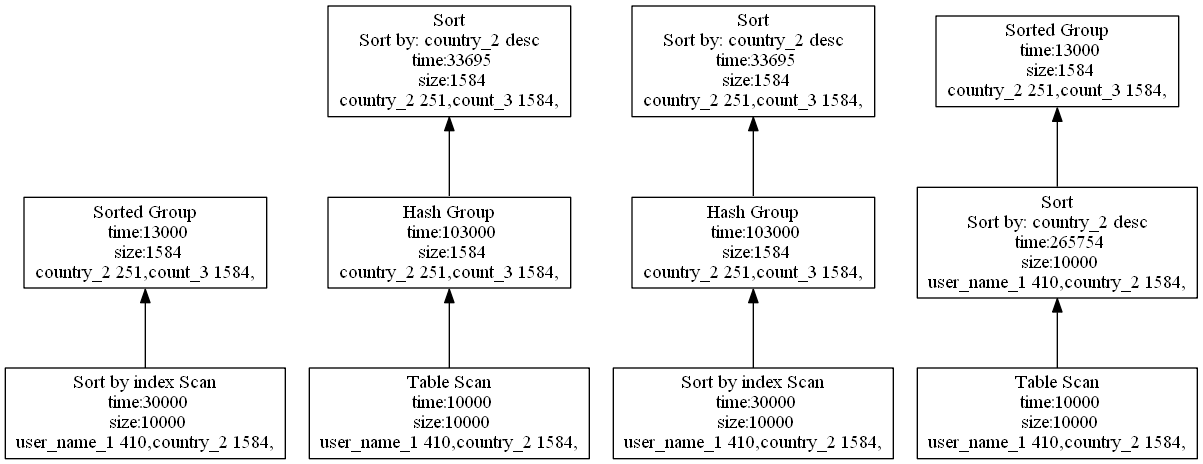 Sorted Group
time:13000
size:1584
country_2 251,count_3 1584,
Sort by index Scan
time:30000
size:10000
user_name_1 410,country_2 1584,
Sort
Sort by: country_2 desc
time:33695
size:1584
country_2 251,count_3 1584,
Hash Group
time:103000
size:1584
country_2 251,count_3 1584,
Table Scan
time:10000
size:10000
user_name_1 410,country_2 1584,
Sort
Sort by: country_2 desc
time:33695
size:1584
country_2 251,count_3 1584,
Hash Group
time:103000
size:1584
country_2 251,count_3 1584,
Sort by index Scan
time:30000
size:10000
user_name_1 410,country_2 1584,
Sorted Group
time:13000
size:1584
country_2 251,count_3 1584,
Sort
Sort by: country_2 desc
time:265754
size:10000
user_name_1 410,country_2 1584,
Table Scan
time:10000
size:10000
user_name_1 410,country_2 1584,